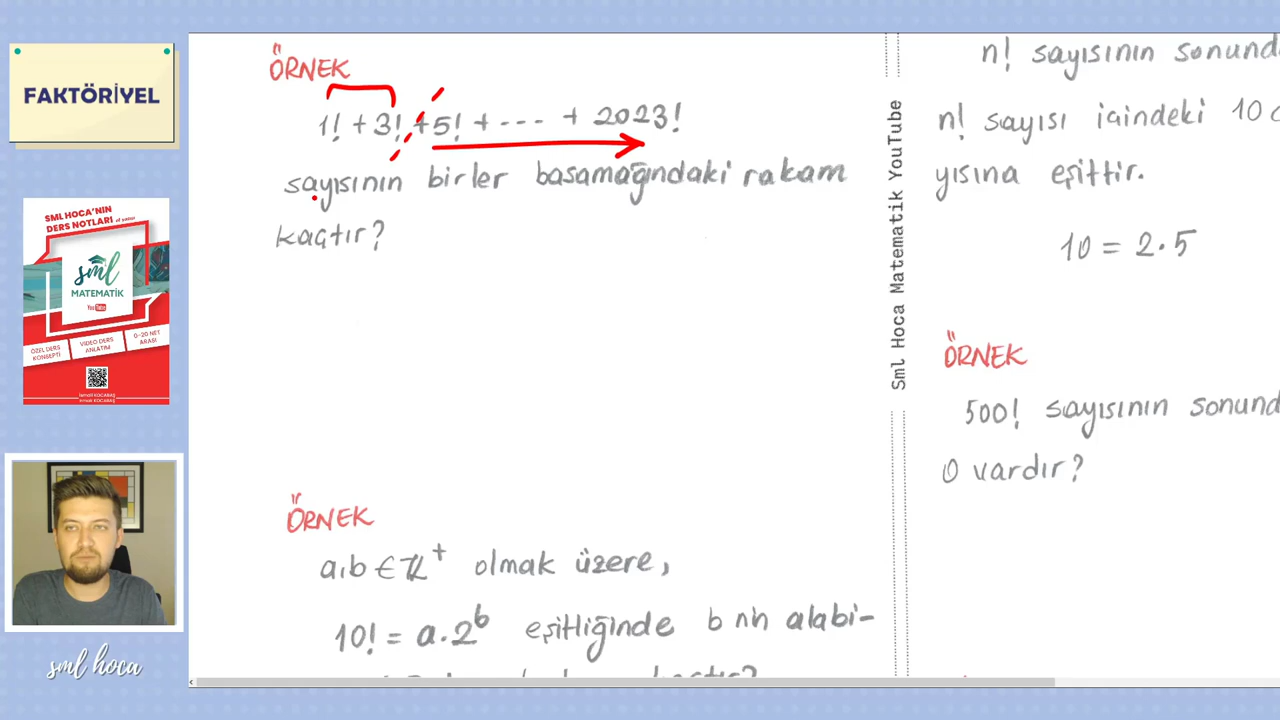 FAKTÖRİYEL
SML HOCA'NIN
DERS NOTLARI
sml
MATEMATİK
YouTube
ÖZEL DERS
KONSEPTİ
VİDEO DERS
ANLATIM
0-20 NET
ARASI
sml hoca
ÖRNEK
1! + 3! + 5! + --- + 2023!
sayısının birler basamağındaki rakam
kaçtır?
ÖRNEK
a,b ∈ Z+ olmak üzere,
10! = a.2^b eşitliğinde b nin alabi-
Sml Hoca Matematik YouTube
n! sayısının sonund
n! sayısı içindeki 10
yısına eşittir.
10 = 2.5
ÖRNEK
500! sayısının sonund
0 vardır?